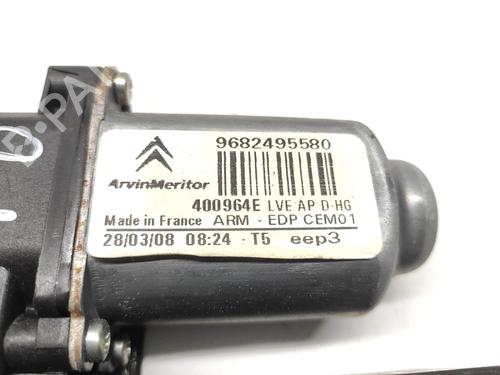 9682495580
ArvinMeritor
400964E LVE AP D-HG
Made in France ARM - EDP CEM01
28/03/08 08:24 - T5 eep3